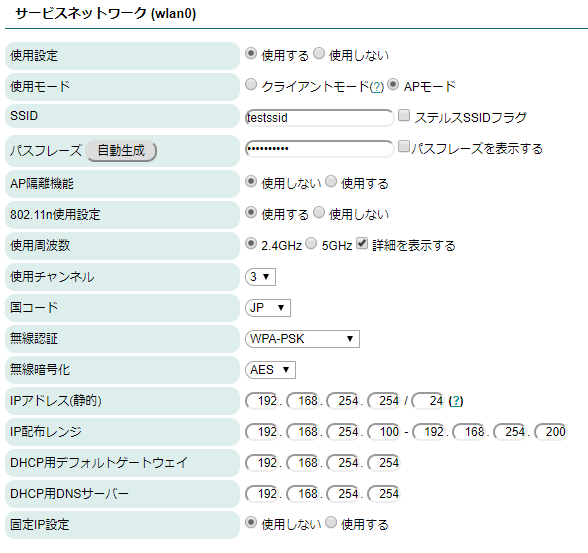 サービスネットワーク (wlan0)
使用設定 使用する 使用しない
使用モード クライアントモード(?) APモード
SSID testssid ステルスSSIDフラグ
パスフレーズ 自動生成 •••••••••• パスフレーズを表示する
AP隔離機能 使用しない 使用する
802.11n使用設定 使用する 使用しない
使用周波数 2.4GHz 5GHz 詳細を表示する
使用チャンネル 3
国コード JP
無線認証 WPA-PSK
無線暗号化 AES
IPアドレス(静的) 192. 168. 254. 254 / 24 (?)
IP配布レンジ 192. 168. 254. 100 - 192. 168. 254. 200
DHCP用デフォルトゲートウェイ 192. 168. 254. 254
DHCP用DNSサーバー 192. 168. 254. 254
固定IP設定 使用しない 使用する